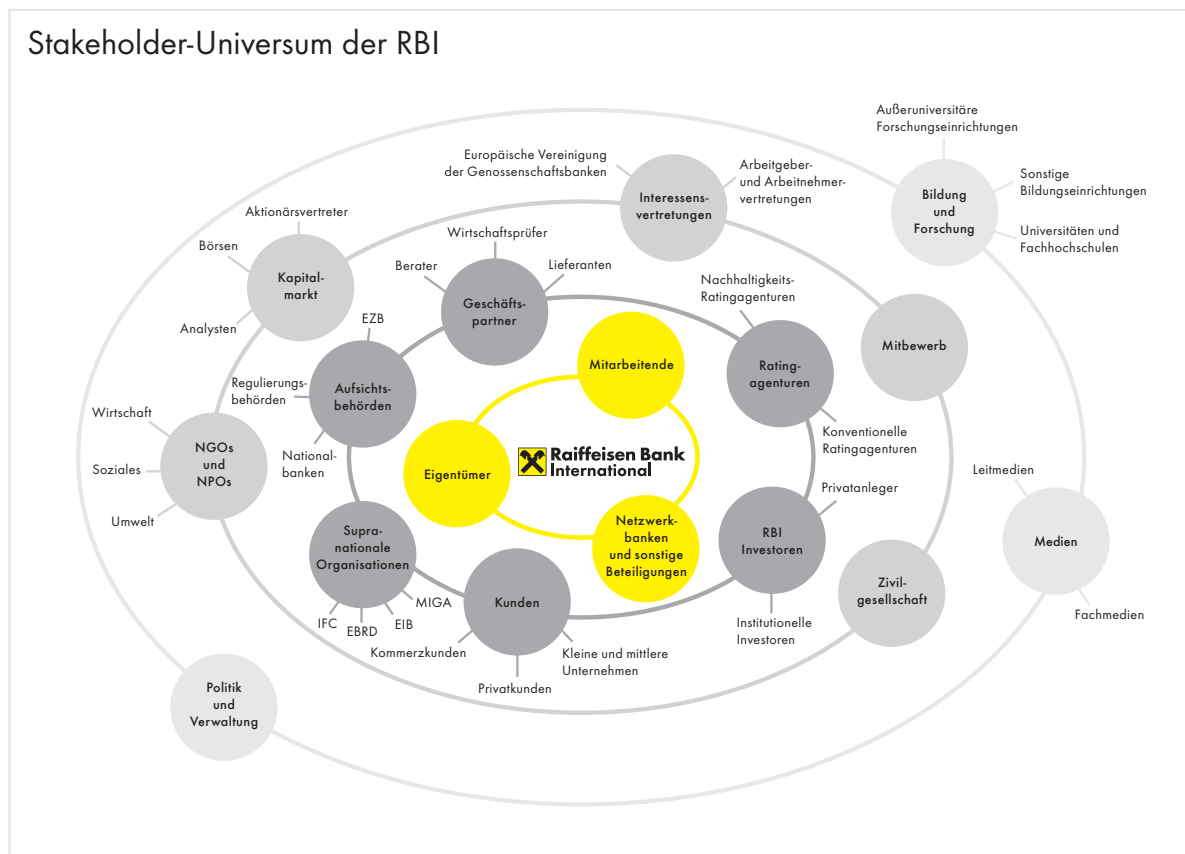 Stakeholder-Universum der RBI
Außeruniversitäre
Forschungseinrichtungen
Sonstige
Bildungseinrichtungen
Bildung
und
Forschung
Universitäten und
Fachhochschulen
Europäische Vereinigung
der Genossenschaftsbanken
Interessens-
vertretungen
Arbeitgeber-
und Arbeitnehmer-
vertretungen
Aktionärsvertreter
Börsen
Kapital-
markt
Analysten
Wirtschaftsprüfer
Berater
Lieferanten
Geschäfts-
partner
Nachhaltigkeits-
Ratingagenturen
Rating-
agenturen
Konventionelle
Ratingagenturen
Mitbewerb
EZB
Regulierungs-
behörden
Aufsichts-
behörden
National-
banken
Mitarbeitende
Wirtschaft
Soziales
Umwelt
NGOs
und
NPOs
Eigentümer
Raiffeisen Bank
International
Netzwerk-
banken
und sonstige
Beteiligungen
Privatanleger
RBI
Investoren
Institutionelle
Investoren
Leitmedien
Medien
Fachmedien
Supra-
nationale
Organisationen
IFC
EBRD
EIB
MIGA
Kunden
Kommerzkunden
Privatkunden
Kleine und mittlere
Unternehmen
Zivil-
gesellschaft
Politik
und
Verwaltung